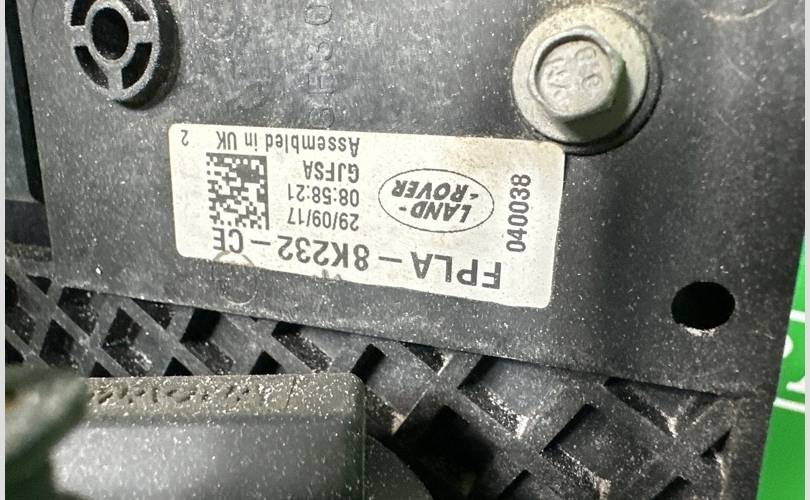 FPLA-8K232-CE
LAND-
ROVER
29/09/17
08:58:21
GJFSA
Assembled in UK
2
040038